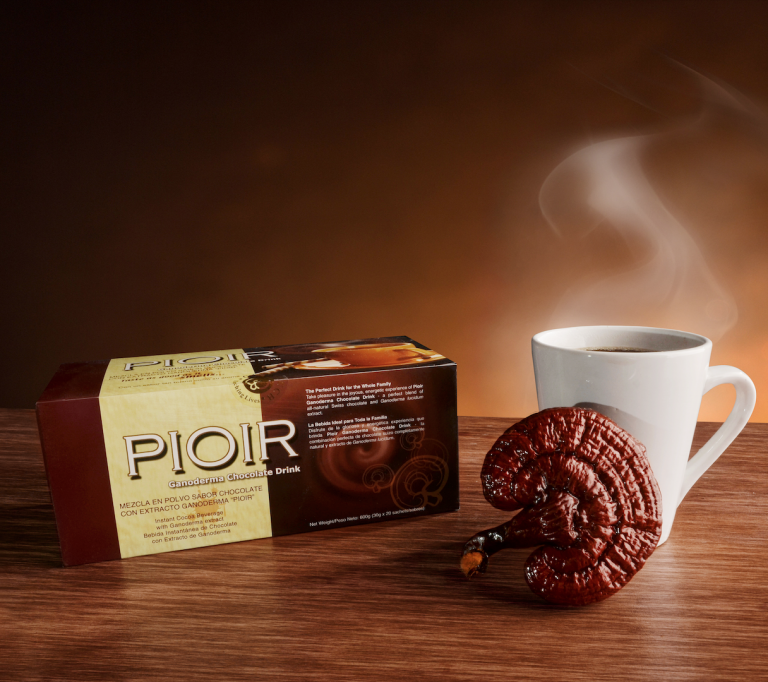 PIOIR
PIOIR
Ganoderma Chocolate Drink
MEZCLA EN POLVO SABOR CHOCOLATE
CON EXTRACTO GANODERMA "PIOIR"
Instant Cocoa Beverage
with Ganoderma extract
Bebida Instantánea de Chocolate
con Extracto de Ganoderma
The Perfect Drink for the Whole Family
Take pleasure in the joyous, energetic experience of Pioir
Ganoderma Chocolate Drink - a perfect blend of
all-natural Swiss chocolate and Ganoderma lucidum
extract.
La Bebida Ideal para Toda la Familia
Disfrute de la gloriosa y energética experiencia que
brinda Pioir Ganoderma Chocolate Drink - la
combinación perfecta de chocolate suizo completamente
natural y extracto de Ganoderma lucidum.
Net Weight/Peso Neto: 600g (30g x 20 sachets/sobres)